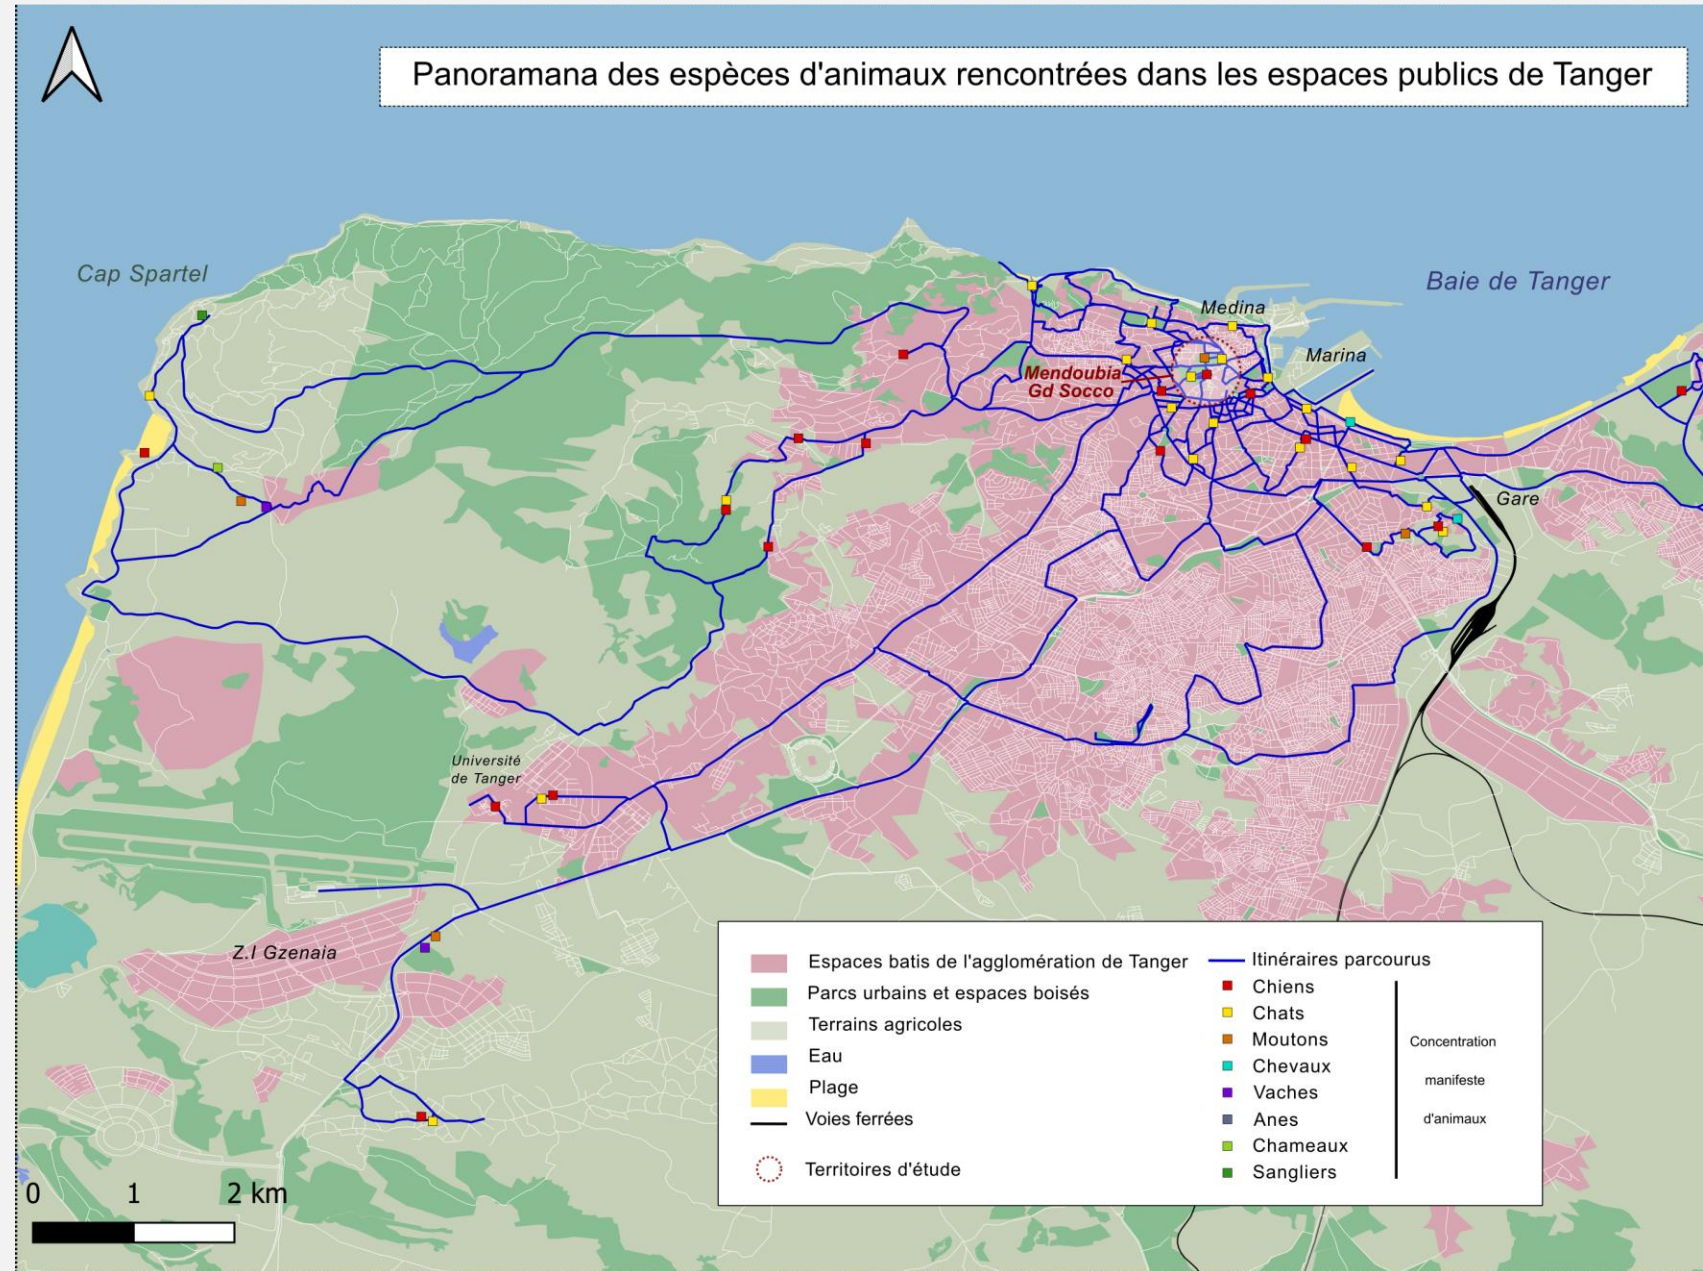 Panoramana des espèces d'animaux rencontrées dans les espaces publics de Tanger
Cap Spartel
Baie de Tanger
Medina
Marina
Mendoubia
Gd Socco
Gare
Université
de Tanger
Z.I Gzenaia
Espaces batis de l'agglomération de Tanger
Parcs urbains et espaces boisés
Terrains agricoles
Eau
Plage
Voies ferrées
Territoires d'étude
Itinéraires parcourus
Chiens
Chats
Moutons
Chevaux
Vaches
Anes
Chameaux
Sangliers
Concentration
manifeste
d'animaux
0 1 2 km